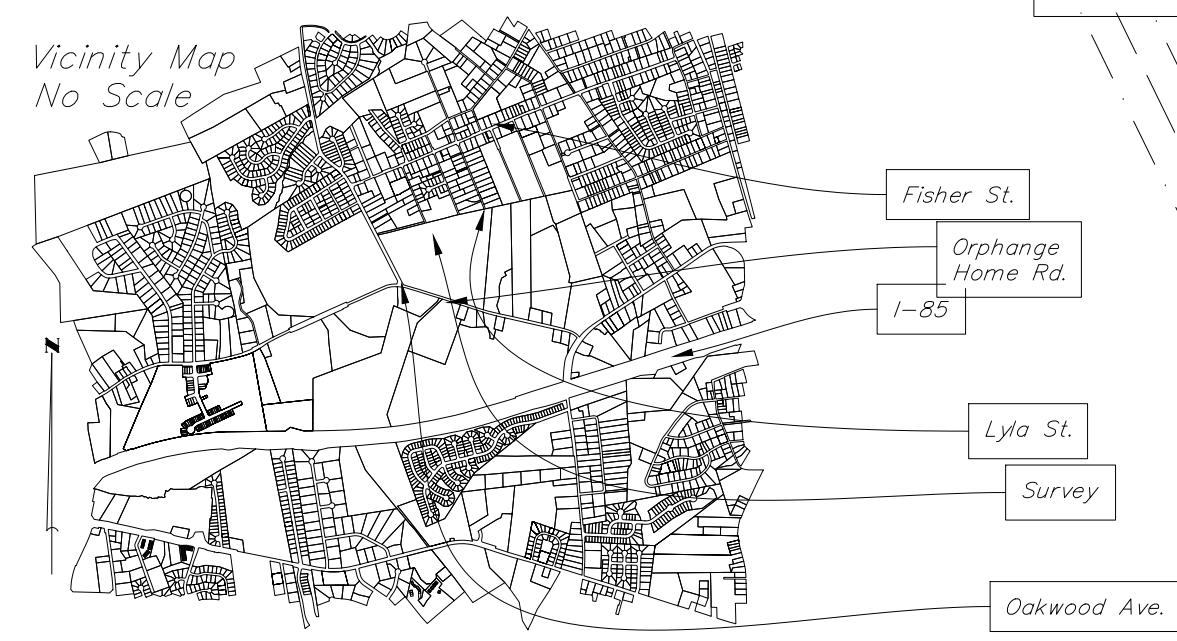 Vicinity Map
No Scale
Fisher St.
Orphange
Home Rd.
I-85
N
Lyla St.
Survey
Oakwood Ave.